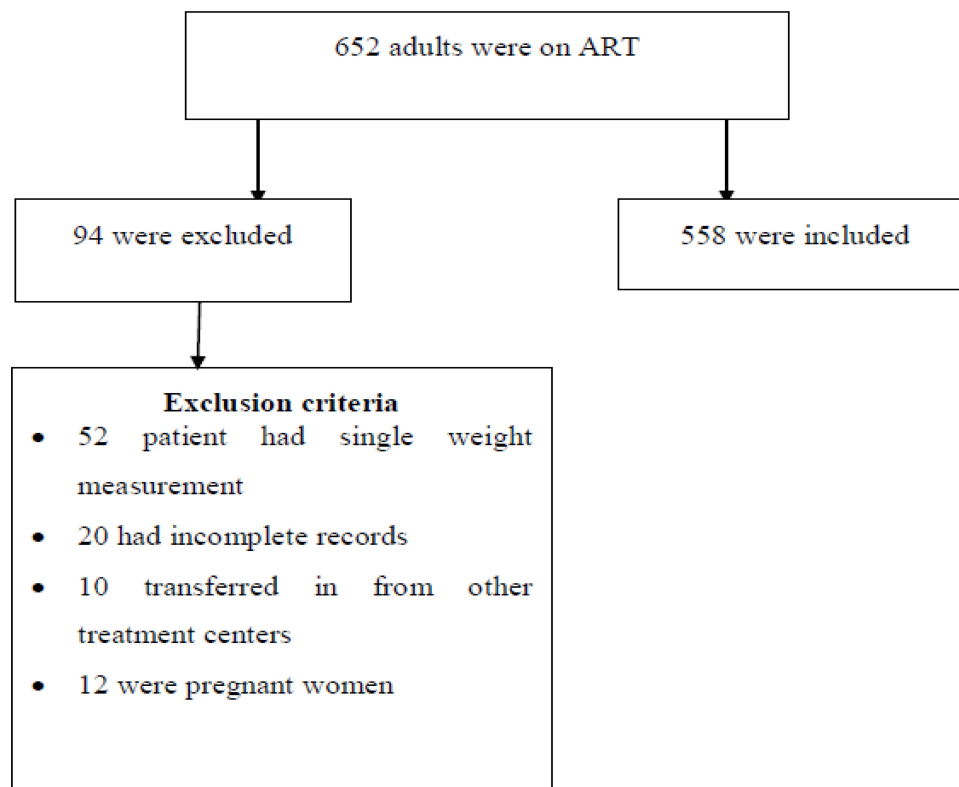 652 adults were on ART
94 were excluded
558 were included
Exclusion criteria
• 52 patient had single weight
measurement
• 20 had incomplete records
• 10 transferred in from other
treatment centers
• 12 were pregnant women